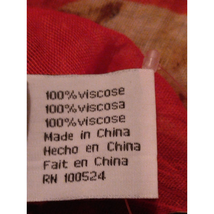 100% viscose
100% viscosa
100% viscose
Made in China
Hecho en China
Fait en China
RN 100524